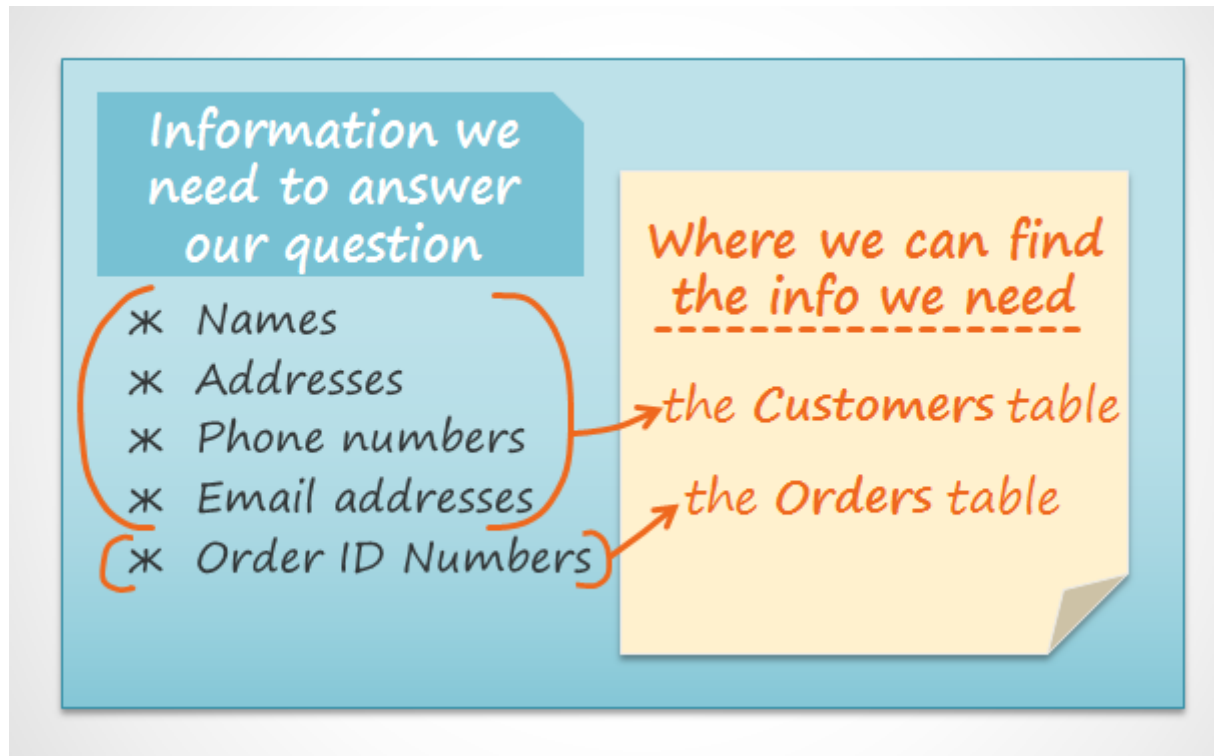 Information we
need to answer
our question
* Names
* Addresses
* Phone numbers
* Email addresses
* Order ID Numbers
Where we can find
the info we need
the Customers table
the Orders table